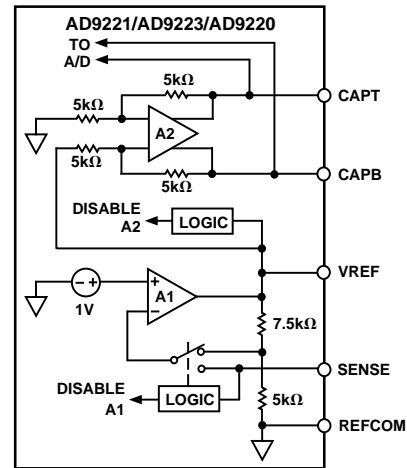 AD9221/AD9223/AD9220
TO
A/D
5kΩ
5kΩ
CAPT
A2
5kΩ
5kΩ
CAPB
DISABLE
A2
LOGIC
VREF
1V
A1
7.5kΩ
SENSE
DISABLE
A1
LOGIC
5kΩ
REFCOM